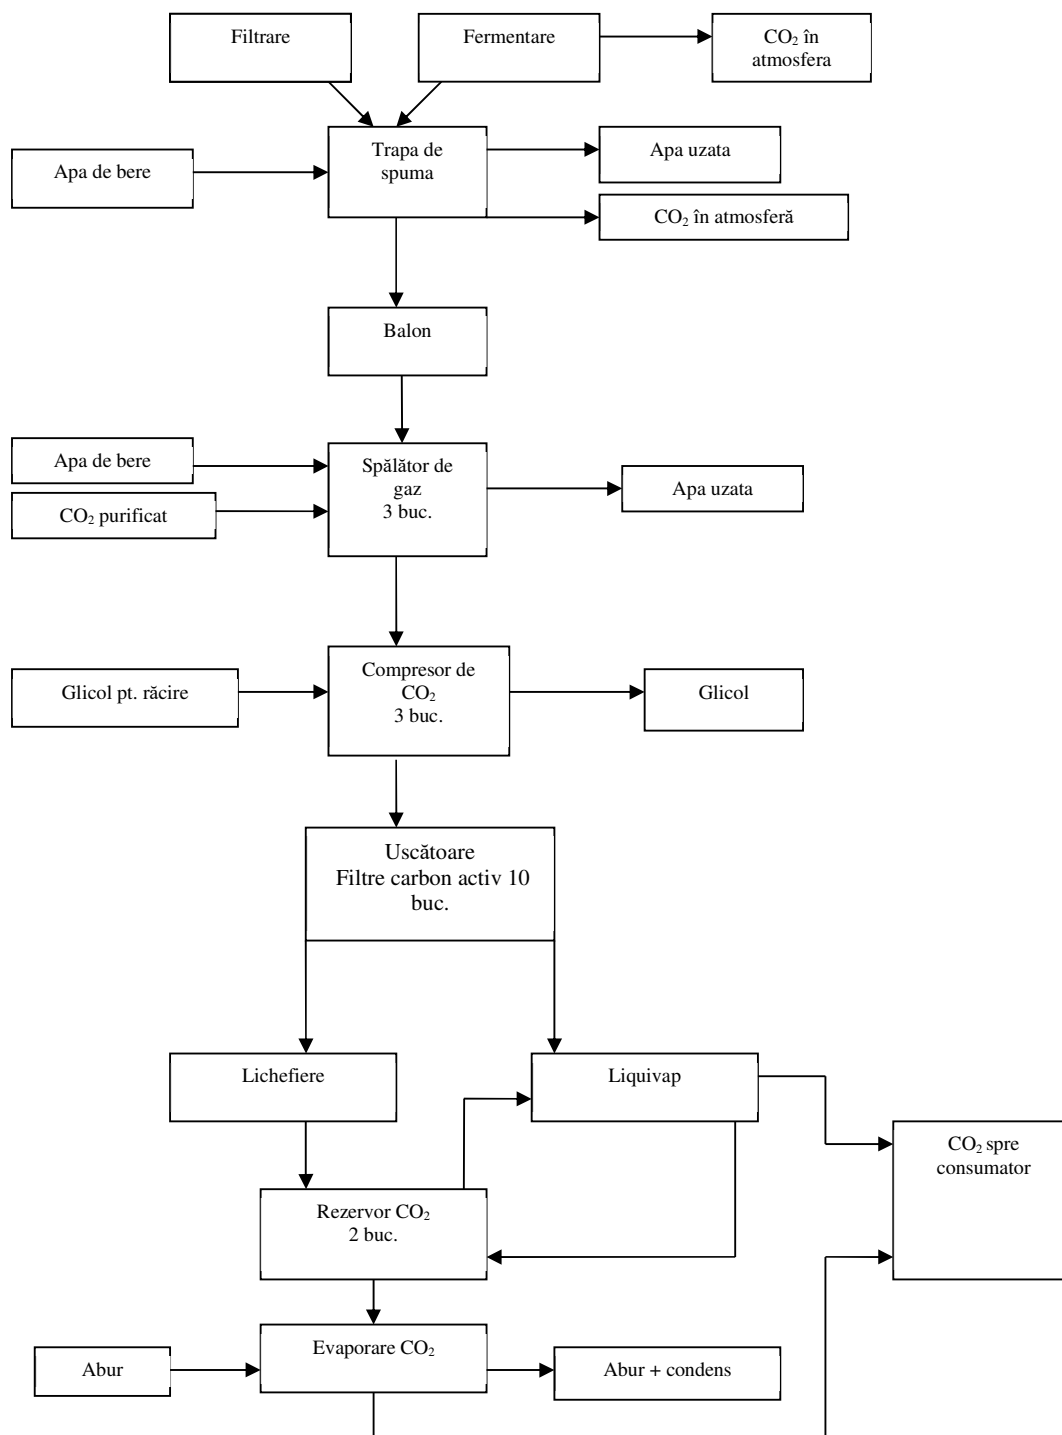 Filtrare
Fermentare
CO₂ în
atmosfera
Trapa de
spuma
Apa uzata
Apa de bere
CO₂ în atmosferă
Balon
Apa de bere
Spălător de
gaz
3 buc.
Apa uzata
CO₂ purificat
Glicol pt. răcire
Compresor de
CO₂
3 buc.
Glicol
Uscătoare
Filtre carbon activ 10
buc.
Lichefiere
Liquivap
CO₂ spre
consumator
Rezervor CO₂
2 buc.
Evaporare CO₂
Abur
Abur + condens